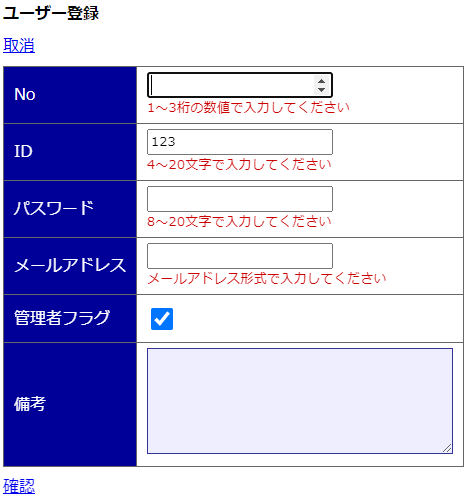 ユーザー登録
取消
No
1～3桁の数値で入力してください
ID
123
4～20文字で入力してください
パスワード
8～20文字で入力してください
メールアドレス
メールアドレス形式で入力してください
管理者フラグ
備考
確認